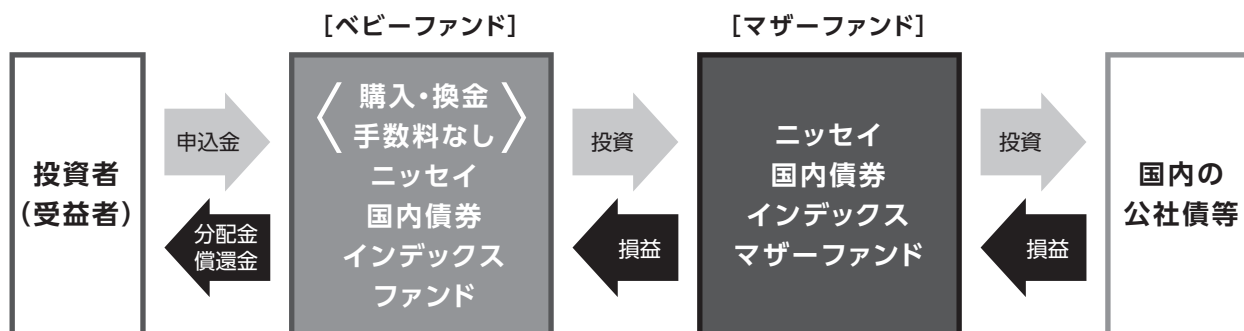 ［ベビーファンド］
［マザーファンド］
投資者
（受益者）
申込金
分配金
償還金
〈購入・換金
手数料なし〉
ニッセイ
国内債券
インデックス
ファンド
投資
損益
ニッセイ
国内債券
インデックス
マザーファンド
投資
損益
国内の
公社債等